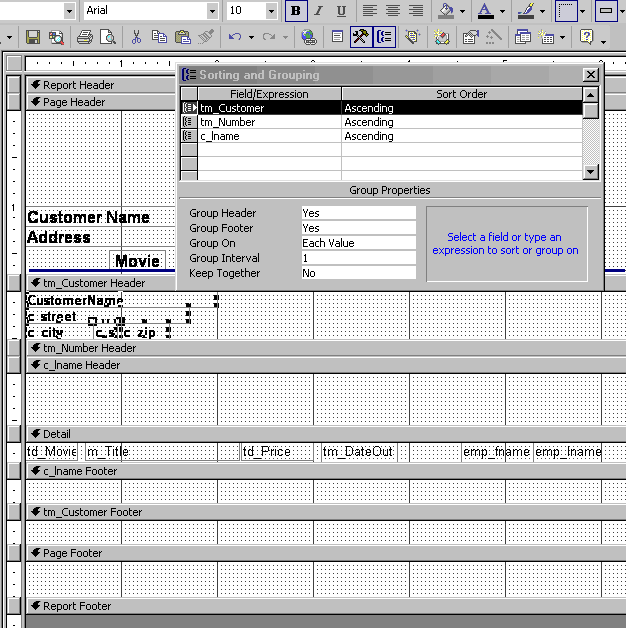 Arial 10 B I U A
Sorting and Grouping
Field/Expression Sort Order
tm_Customer Ascending
tm_Number Ascending
c_lname Ascending
Group Properties
Group Header Yes
Group Footer Yes
Group On Each Value
Group Interval 1
Keep Together No
Select a field or type an
expression to sort or group on
Report Header
Page Header
1
Customer Name
Address
Movie
tm_Customer Header
CustomerName
c_street
c_city c_zip
tm_Number Header
c_lname Header
Detail
td_Movie m_Title td_Price tm_DateOut emp_fname emp_lname
c_lname Footer
tm_Customer Footer
Page Footer
Report Footer